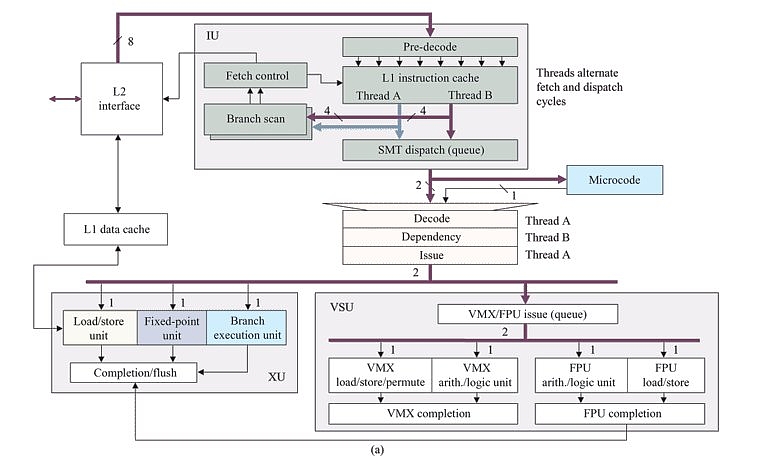 IU
8
Pre-decode
L2
interface
Fetch control
L1 instruction cache
Thread A
Thread B
Threads alternate
fetch and dispatch
cycles
4
4
Branch scan
SMT dispatch (queue)
2
Microcode
1
L1 data cache
Decode
Thread A
Dependency
Thread B
Issue
Thread A
2
1
1
1
Load/store
unit
Fixed-point
unit
Branch
execution unit
Completion/flush
XU
VSU
VMX/FPU issue (queue)
2
1
1
1
1
VMX
load/store/permute
VMX
arith./logic unit
FPU
arith./logic unit
FPU
load/store
VMX completion
FPU completion
(a)